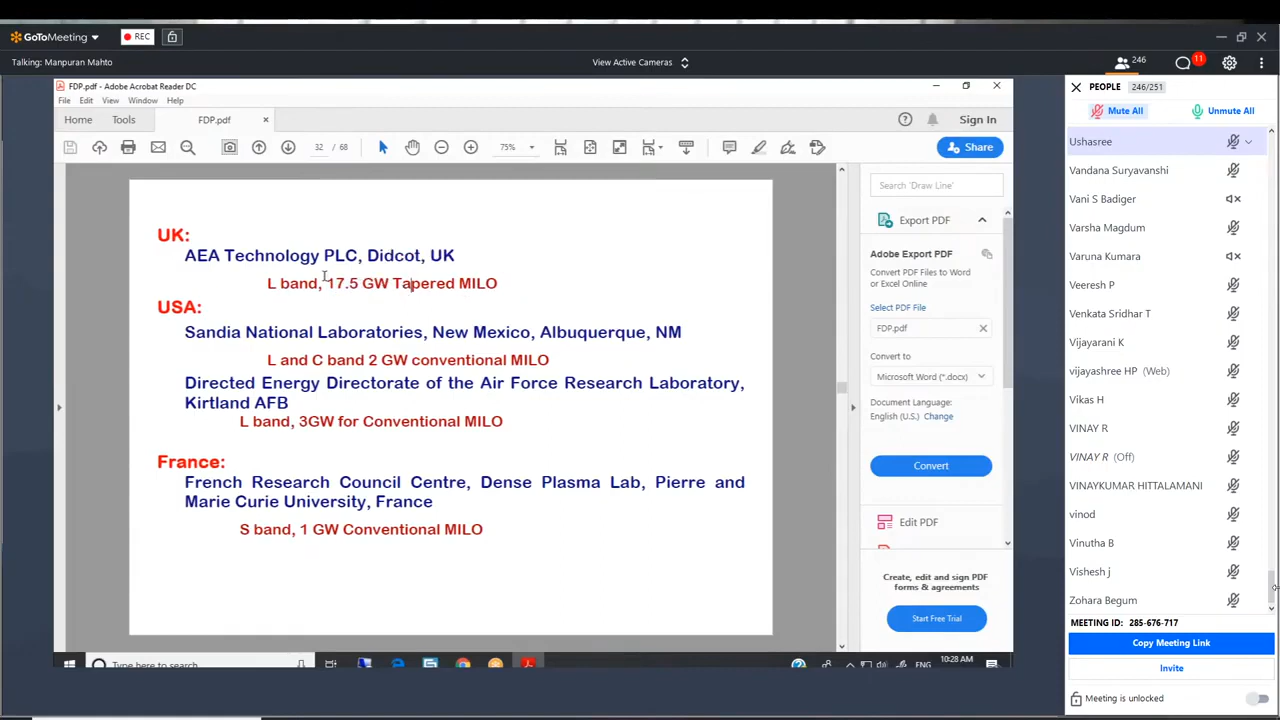 GoToMeeting
REC
Talking: Manpuran Mahto
View Active Cameras
246
11
FDP.pdf - Adobe Acrobat Reader DC
File Edit View Window Help
Home Tools FDP.pdf × Sign In
32 / 68 75% Share
UK:
AEA Technology PLC, Didcot, UK
L band, 17.5 GW Tapered MILO
USA:
Sandia National Laboratories, New Mexico, Albuquerque, NM
L and C band 2 GW conventional MILO
Directed Energy Directorate of the Air Force Research Laboratory,
Kirtland AFB
L band, 3GW for Conventional MILO
France:
French Research Council Centre, Dense Plasma Lab, Pierre and
Marie Curie University, France
S band, 1 GW Conventional MILO
Search 'Draw Line'
Export PDF
Adobe Export PDF
Convert PDF Files to Word
or Excel Online
Select PDF File
FDP.pdf
Convert to
Microsoft Word (*.docx)
Document Language:
English (U.S.) Change
Convert
Edit PDF
Create, edit and sign PDF
forms & agreements
Start Free Trial
Type here to search
ENG
10:28 AM
PEOPLE 246/251
Mute All Unmute All
Ushasree
Vandana Suryavanshi
Vani S Badiger
Varsha Magdum
Varuna Kumara
Veeresh P
Venkata Sridhar T
Vijayarani K
vijayashree HP (Web)
Vikas H
VINAY R
VINAY R (Off)
VINAYKUMAR HITTALAMANI
vinod
Vinutha B
Vishesh j
Zohara Begum
MEETING ID: 285-676-717
Copy Meeting Link
Invite
Meeting is unlocked